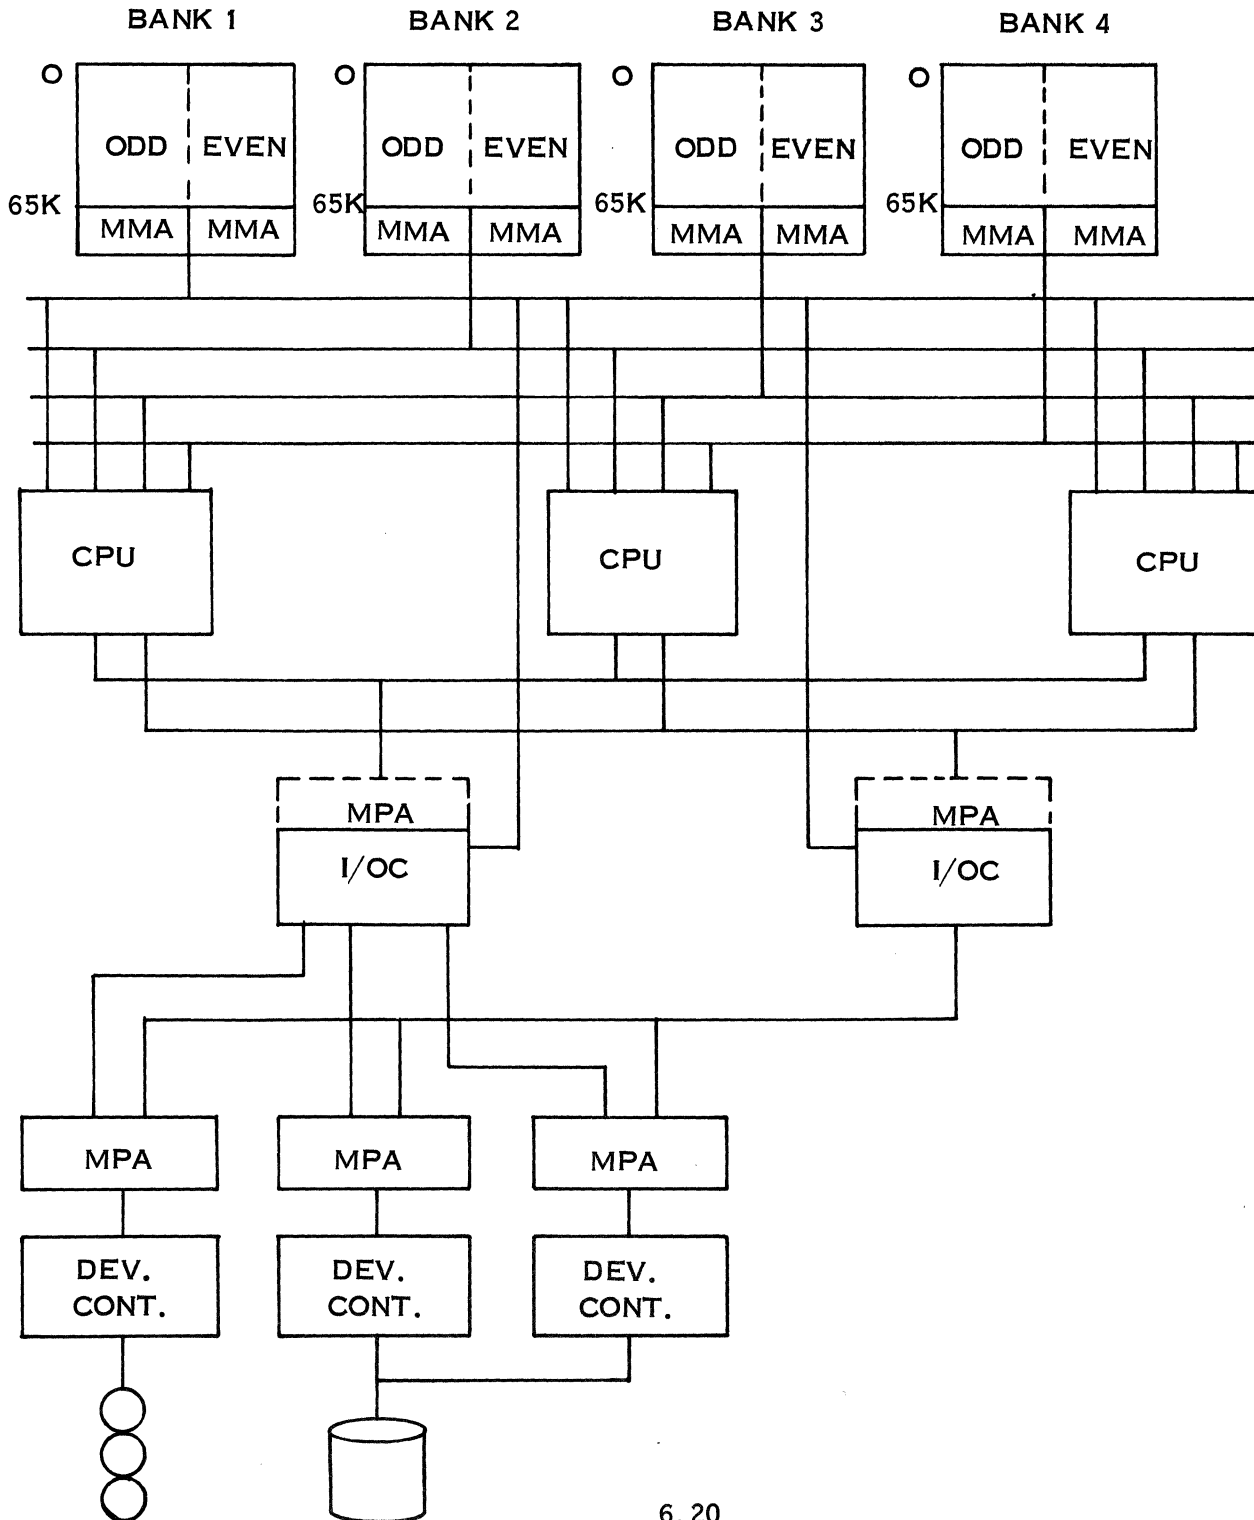 BANK 1 BANK 2 BANK 3 BANK 4
O O O O
ODD EVEN ODD EVEN ODD EVEN ODD EVEN
65K 65K 65K 65K
MMA MMA MMA MMA MMA MMA MMA MMA
CPU CPU CPU
MPA MPA
I/OC I/OC
MPA MPA MPA
DEV. DEV. DEV.
CONT. CONT. CONT.
6.20